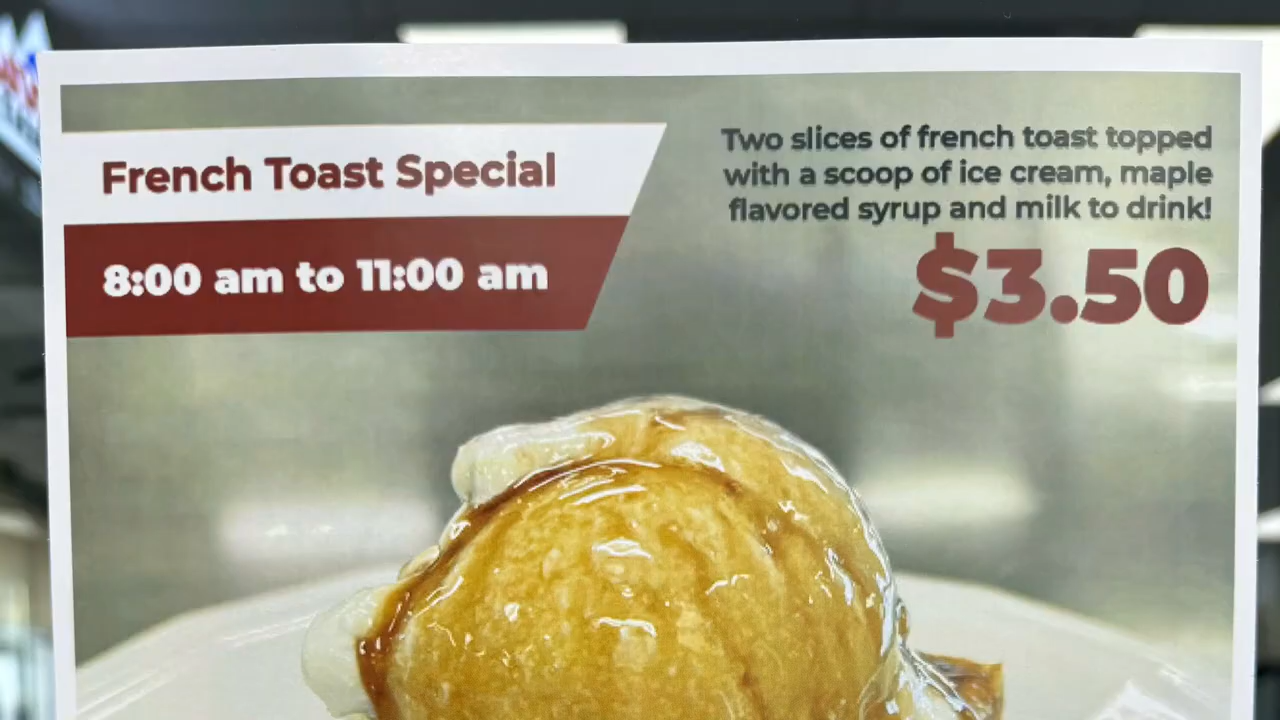 French Toast Special
8:00 am to 11:00 am
Two slices of french toast topped
with a scoop of ice cream, maple
flavored syrup and milk to drink!
$3.50